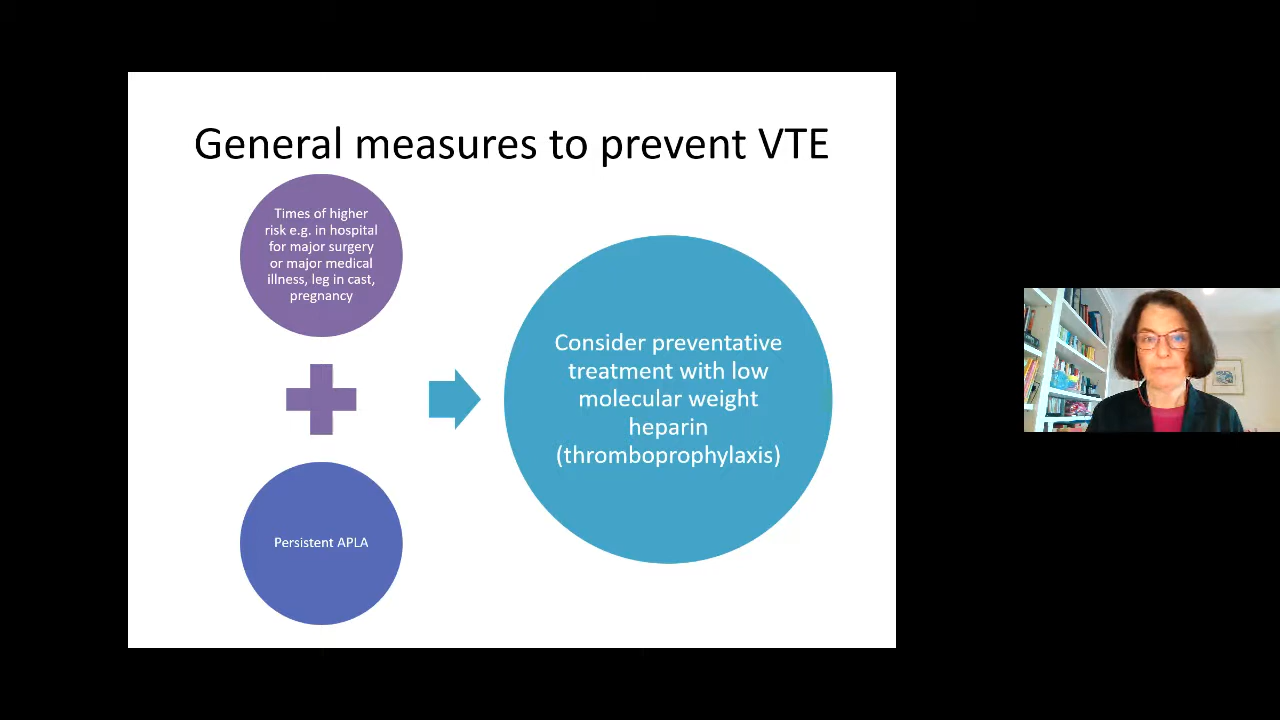 General measures to prevent VTE
Times of higher
risk e.g. in hospital
for major surgery
or major medical
illness, leg in cast,
pregnancy
Persistent APLA
Consider preventative
treatment with low
molecular weight
heparin
(thromboprophylaxis)